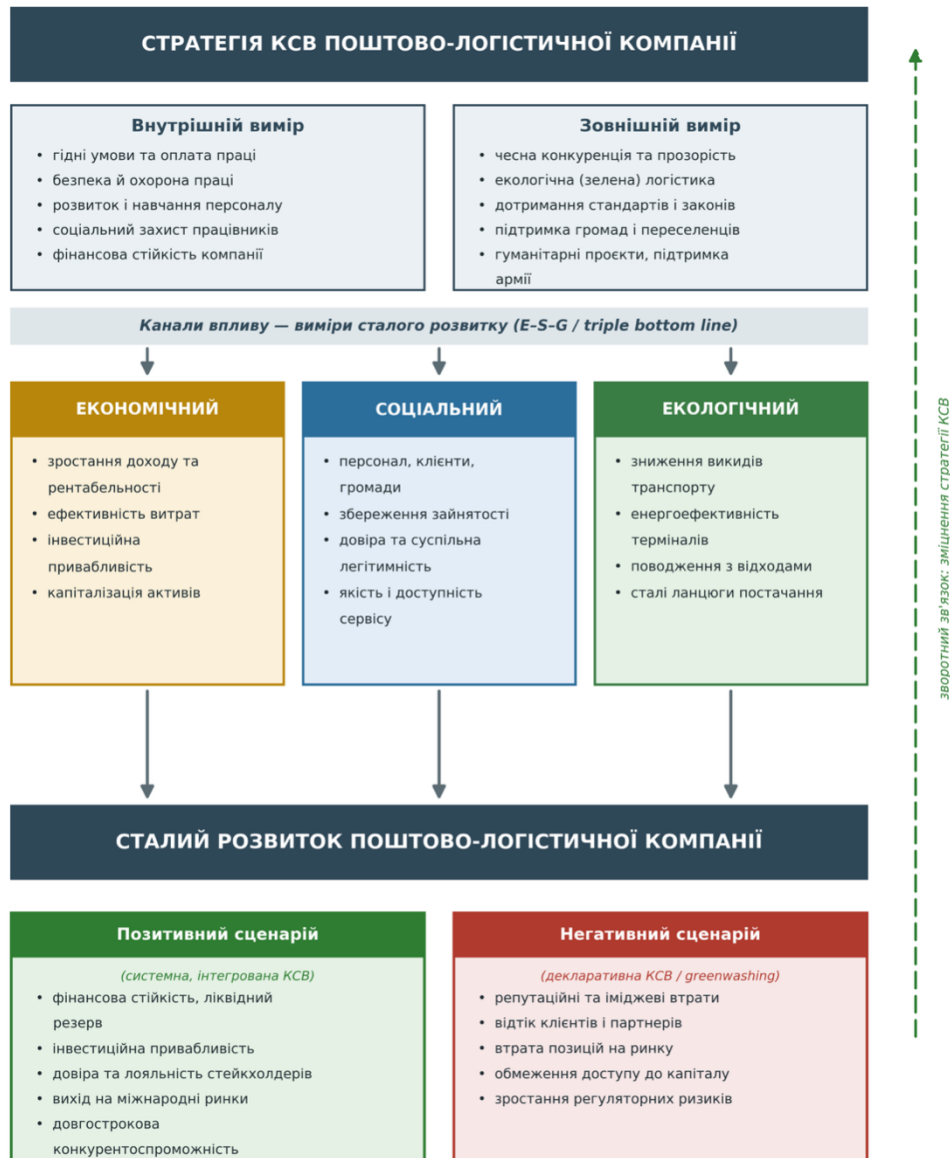 СТРАТЕГІЯ КСВ ПОШТОВО-ЛОГІСТИЧНОЇ КОМПАНІЇ
Внутрішній вимір
• гідні умови та оплата праці
• безпека й охорона праці
• розвиток і навчання персоналу
• соціальний захист працівників
• фінансова стійкість компанії
Зовнішній вимір
• чесна конкуренція та прозорість
• екологічна (зелена) логістика
• дотримання стандартів і законів
• підтримка громад і переселенців
• гуманітарні проєкти, підтримка
армії
Канали впливу — виміри сталого розвитку (E–S–G / triple bottom line)
ЕКОНОМІЧНИЙ
• зростання доходу та
рентабельності
• ефективність витрат
• інвестиційна
привабливість
• капіталізація активів
СОЦІАЛЬНИЙ
• персонал, клієнти,
громади
• збереження зайнятості
• довіра та суспільна
легітимність
• якість і доступність
сервісу
ЕКОЛОГІЧНИЙ
• зниження викидів
транспорту
• енергоефективність
терміналів
• поводження з відходами
• сталі ланцюги постачання
СТАЛИЙ РОЗВИТОК ПОШТОВО-ЛОГІСТИЧНОЇ КОМПАНІЇ
Позитивний сценарій
(системна, інтегрована КСВ)
• фінансова стійкість, ліквідний
резерв
• інвестиційна привабливість
• довіра та лояльність стейкхолдерів
• вихід на міжнародні ринки
• довгострокова
конкурентоспроможність
Негативний сценарій
(декларативна КСВ / greenwashing)
• репутаційні та іміджеві втрати
• відтік клієнтів і партнерів
• втрата позицій на ринку
• обмеження доступу до капіталу
• зростання регуляторних ризиків
зворотний зв'язок: зміцнення стратегії КСВ